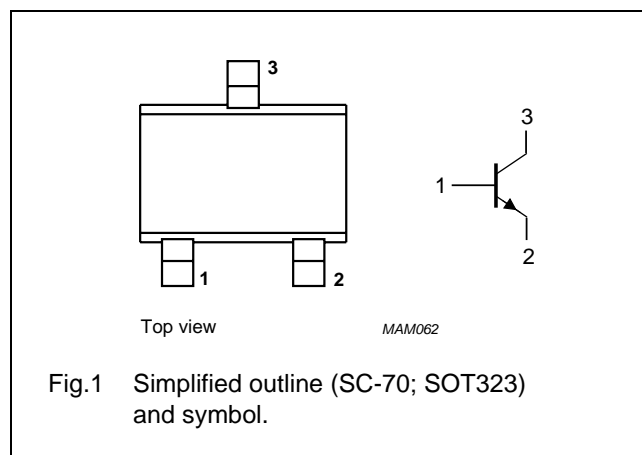 3
3
1
1
2
2
Top view
MAM062
Fig.1 Simplified outline (SC-70; SOT323)
and symbol.